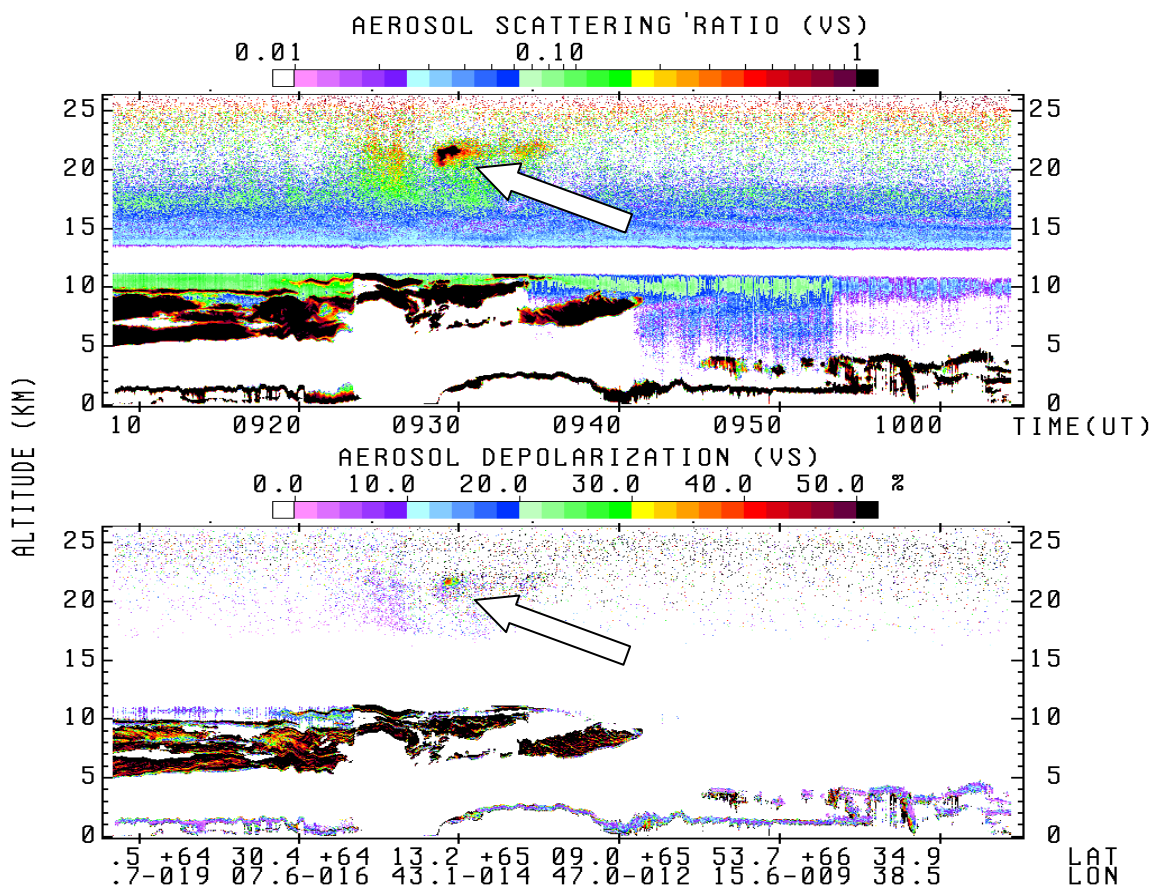 AEROSOL SCATTERING 'RATIO (VS)
0.01 0.10 1
25 25
20 20
15 15
10 10
5 5
0 0
10 0920 0930 0940 0950 1000 TIME(UT)
ALTITUDE (KM)
AEROSOL DEPOLARIZATION (VS)
0.0 10.0 20.0 30.0 40.0 50.0 %
25 25
20 20
15 15
10 10
5 5
0 0
.5 +64 30.4 +64 13.2 +65 09.0 +65 53.7 +66 34.9 LAT
.7-019 07.6-016 43.1-014 47.0-012 15.6-009 38.5 LON